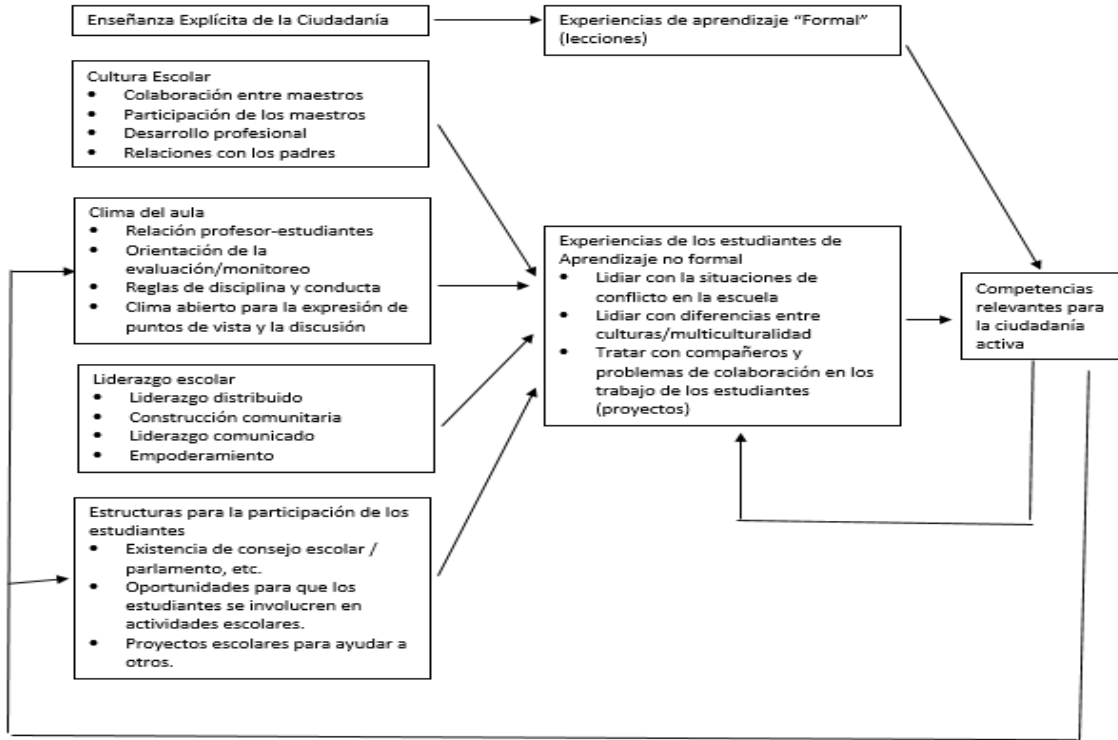 Enseñanza Explícita de la Ciudadanía
Experiencias de aprendizaje “Formal”
(lecciones)
Cultura Escolar
• Colaboración entre maestros
• Participación de los maestros
• Desarrollo profesional
• Relaciones con los padres
Clima del aula
• Relación profesor-estudiantes
• Orientación de la
evaluación/monitoreo
• Reglas de disciplina y conducta
• Clima abierto para la expresión de
puntos de vista y la discusión
Liderazgo escolar
• Liderazgo distribuido
• Construcción comunitaria
• Liderazgo comunicado
• Empoderamiento
Estructuras para la participación de los
estudiantes
• Existencia de consejo escolar /
parlamento, etc.
• Oportunidades para que los
estudiantes se involucren en
actividades escolares.
• Proyectos escolares para ayudar a
otros.
Experiencias de los estudiantes de
Aprendizaje no formal
• Lidiar con la situaciones de
conflicto en la escuela
• Lidiar con diferencias entre
culturas/multiculturalidad
• Tratar con compañeros y
problemas de colaboración en los
trabajo de los estudiantes
(proyectos)
Competencias
relevantes para
la ciudadanía
activa